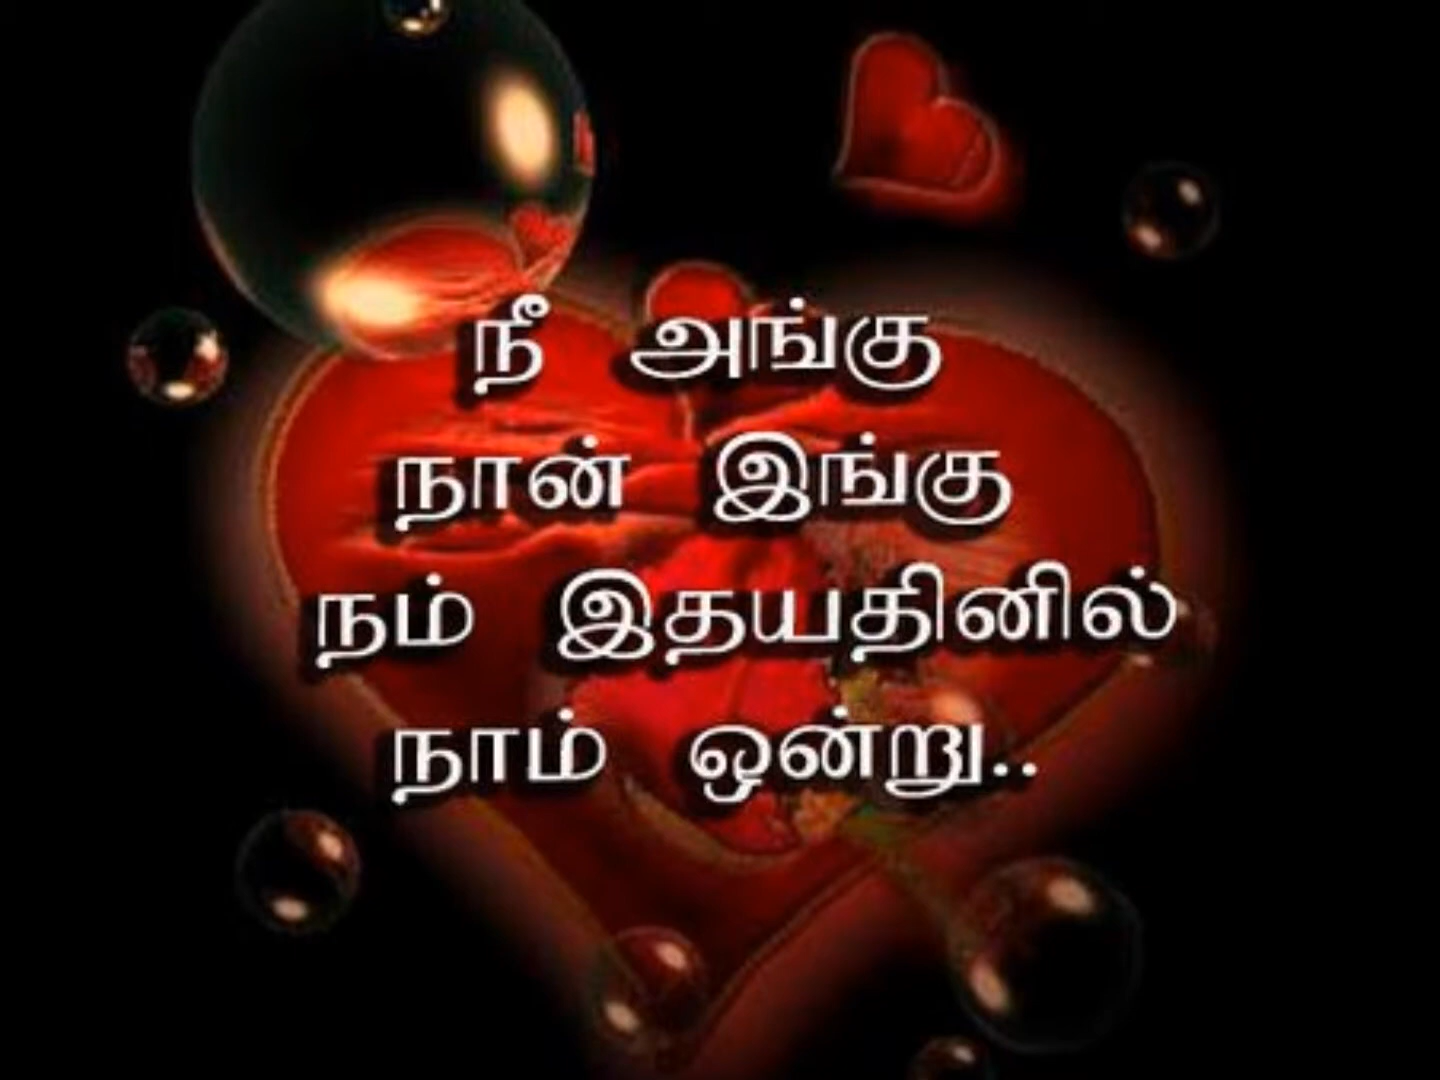 நீ அங்கு
நான் இங்கு
நம் இதயதினில்
நாம் ஒன்று..